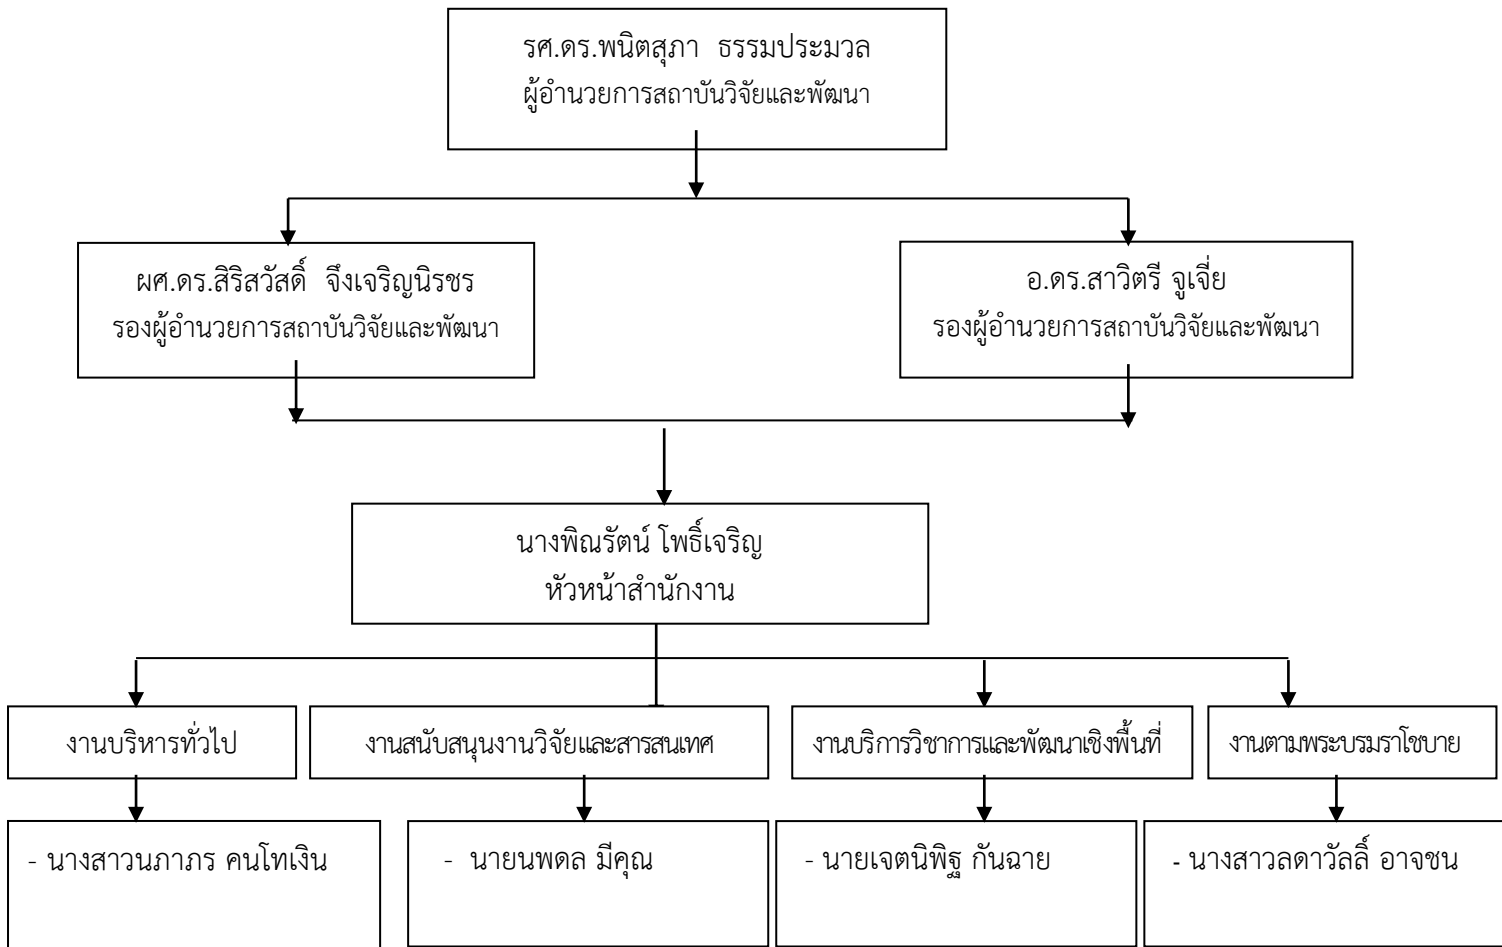 รศ.ดร.พนิตสุภา ธรรมประมวล
ผู้อำนวยการสถาบันวิจัยและพัฒนา
ผศ.ดร.สิริสวัสดิ์ จึงเจริญนิรชร
รองผู้อำนวยการสถาบันวิจัยและพัฒนา
อ.ดร.สาวิตรี จูเจี่ย
รองผู้อำนวยการสถาบันวิจัยและพัฒนา
นางพิณรัตน์ โพธิ์เจริญ
หัวหน้าสำนักงาน
งานบริหารทั่วไป
งานสนับสนุนงานวิจัยและสารสนเทศ
งานบริการวิชาการและพัฒนาเชิงพื้นที่
งานตามพระบรมราโชบาย
- นางสาวนภาภร คนโทเงิน
- นายนพดล มีคุณ
- นายเจตนิพิฐ กันฉาย
- นางสาวลดาวัลลิ์ อาจชน